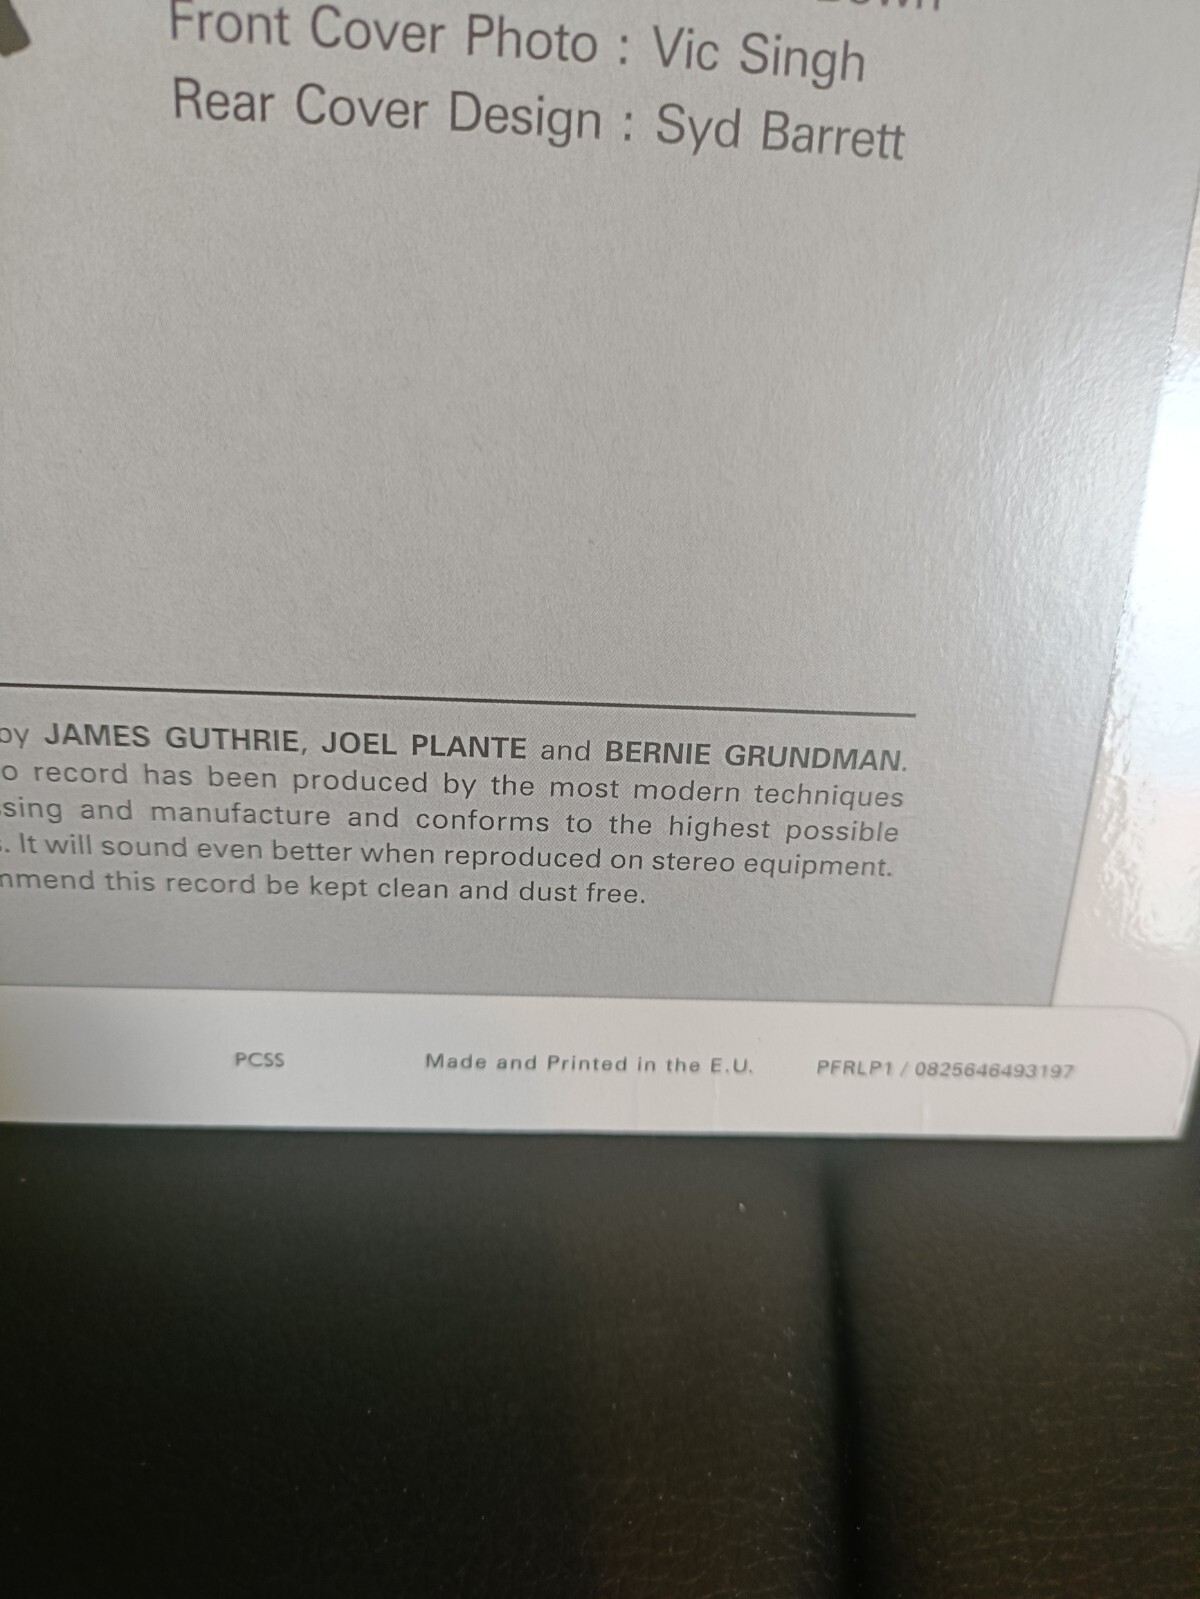 Front Cover Photo : Vic Singh
Rear Cover Design : Syd Barrett
by JAMES GUTHRIE, JOEL PLANTE and BERNIE GRUNDMAN.
o record has been produced by the most modern techniques
sing and manufacture and conforms to the highest possible
. It will sound even better when reproduced on stereo equipment.
mmend this record be kept clean and dust free.
PCSS Made and Printed in the E.U. PFRLP1 / 0825646493197